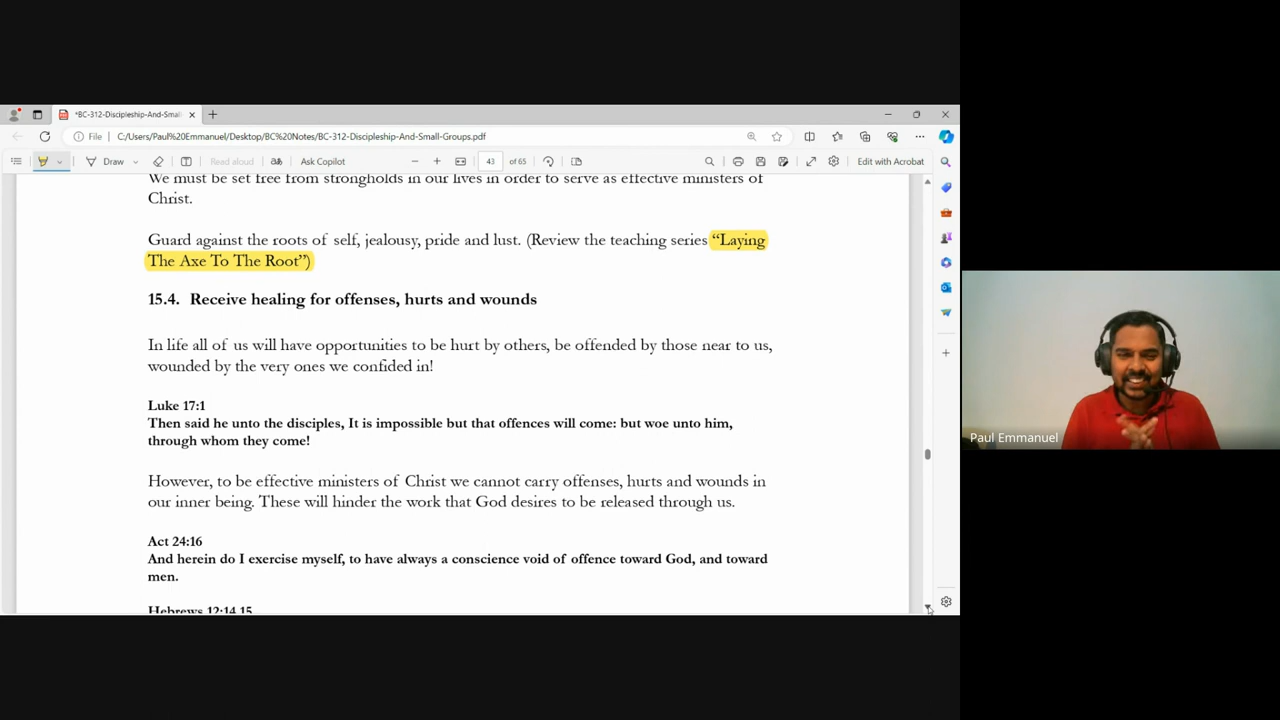 *BC-312-Discipleship-And-Small-
File
C:/Users/Paul%20Emmanuel/Desktop/BC%20Notes/BC-312-Discipleship-And-Small-Groups.pdf
Draw
Read aloud
Ask Copilot
43
of 65
Edit with Acrobat
We must be set free from strongholds in our lives in order to serve as effective ministers of
Christ.
Guard against the roots of self, jealousy, pride and lust. (Review the teaching series “Laying
The Axe To The Root”)
15.4. Receive healing for offenses, hurts and wounds
In life all of us will have opportunities to be hurt by others, be offended by those near to us,
wounded by the very ones we confided in!
Luke 17:1
Then said he unto the disciples, It is impossible but that offences will come: but woe unto him,
through whom they come!
However, to be effective ministers of Christ we cannot carry offenses, hurts and wounds in
our inner being. These will hinder the work that God desires to be released through us.
Act 24:16
And herein do I exercise myself, to have always a conscience void of offence toward God, and toward
men.
Hebrews 12:14,15
Paul Emmanuel